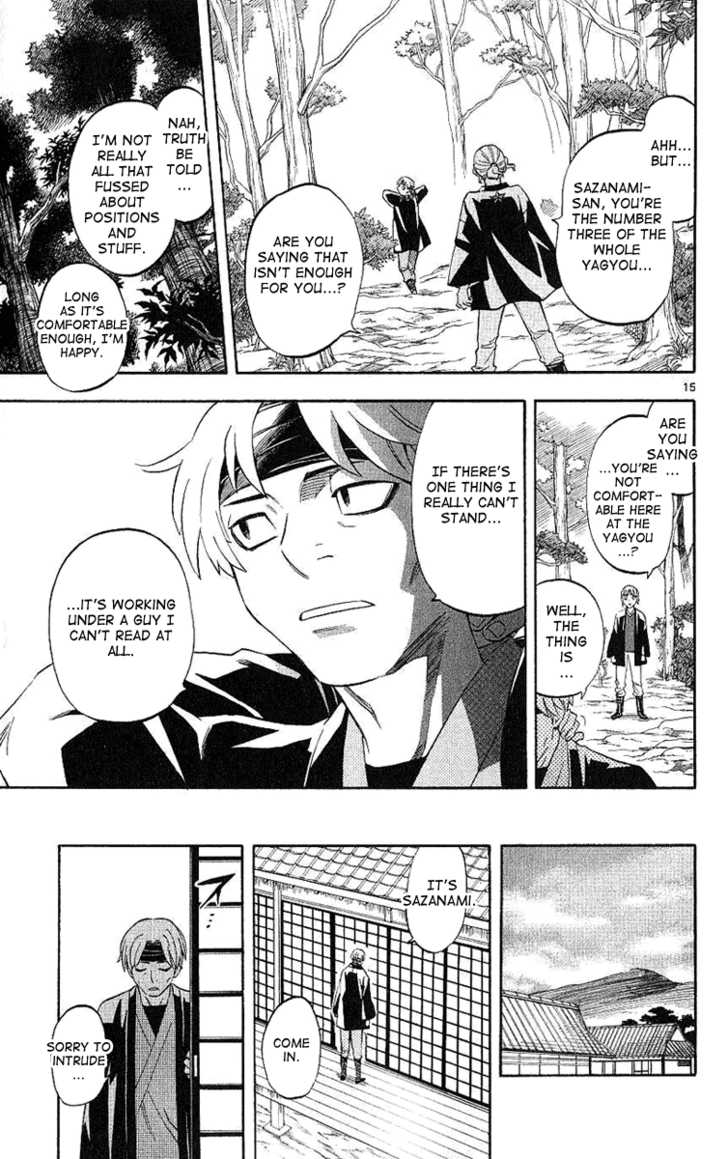 AHH...
BUT...
SAZANAMI-
SAN, YOU'RE
THE NUMBER
THREE OF THE
WHOLE
YAGYOU...
ARE YOU
SAYING THAT
ISN'T ENOUGH
FOR YOU...?
NAH,
TRUTH
BE
TOLD
...
I'M NOT
REALLY
ALL THAT
FUSSED
ABOUT
POSITIONS
AND
STUFF.
LONG
AS IT'S
COMFORTABLE
ENOUGH, I'M
HAPPY.
15
ARE
YOU
SAYING
...
...YOU'RE
NOT
COMFORT-
ABLE HERE
AT THE
YAGYOU
...?
WELL,
THE
THING
IS
...
IF THERE'S
ONE THING I
REALLY CAN'T
STAND...
...IT'S WORKING
UNDER A GUY I
CAN'T READ AT
ALL.
IT'S
SAZANAMI.
COME
IN.
SORRY TO
INTRUDE
...